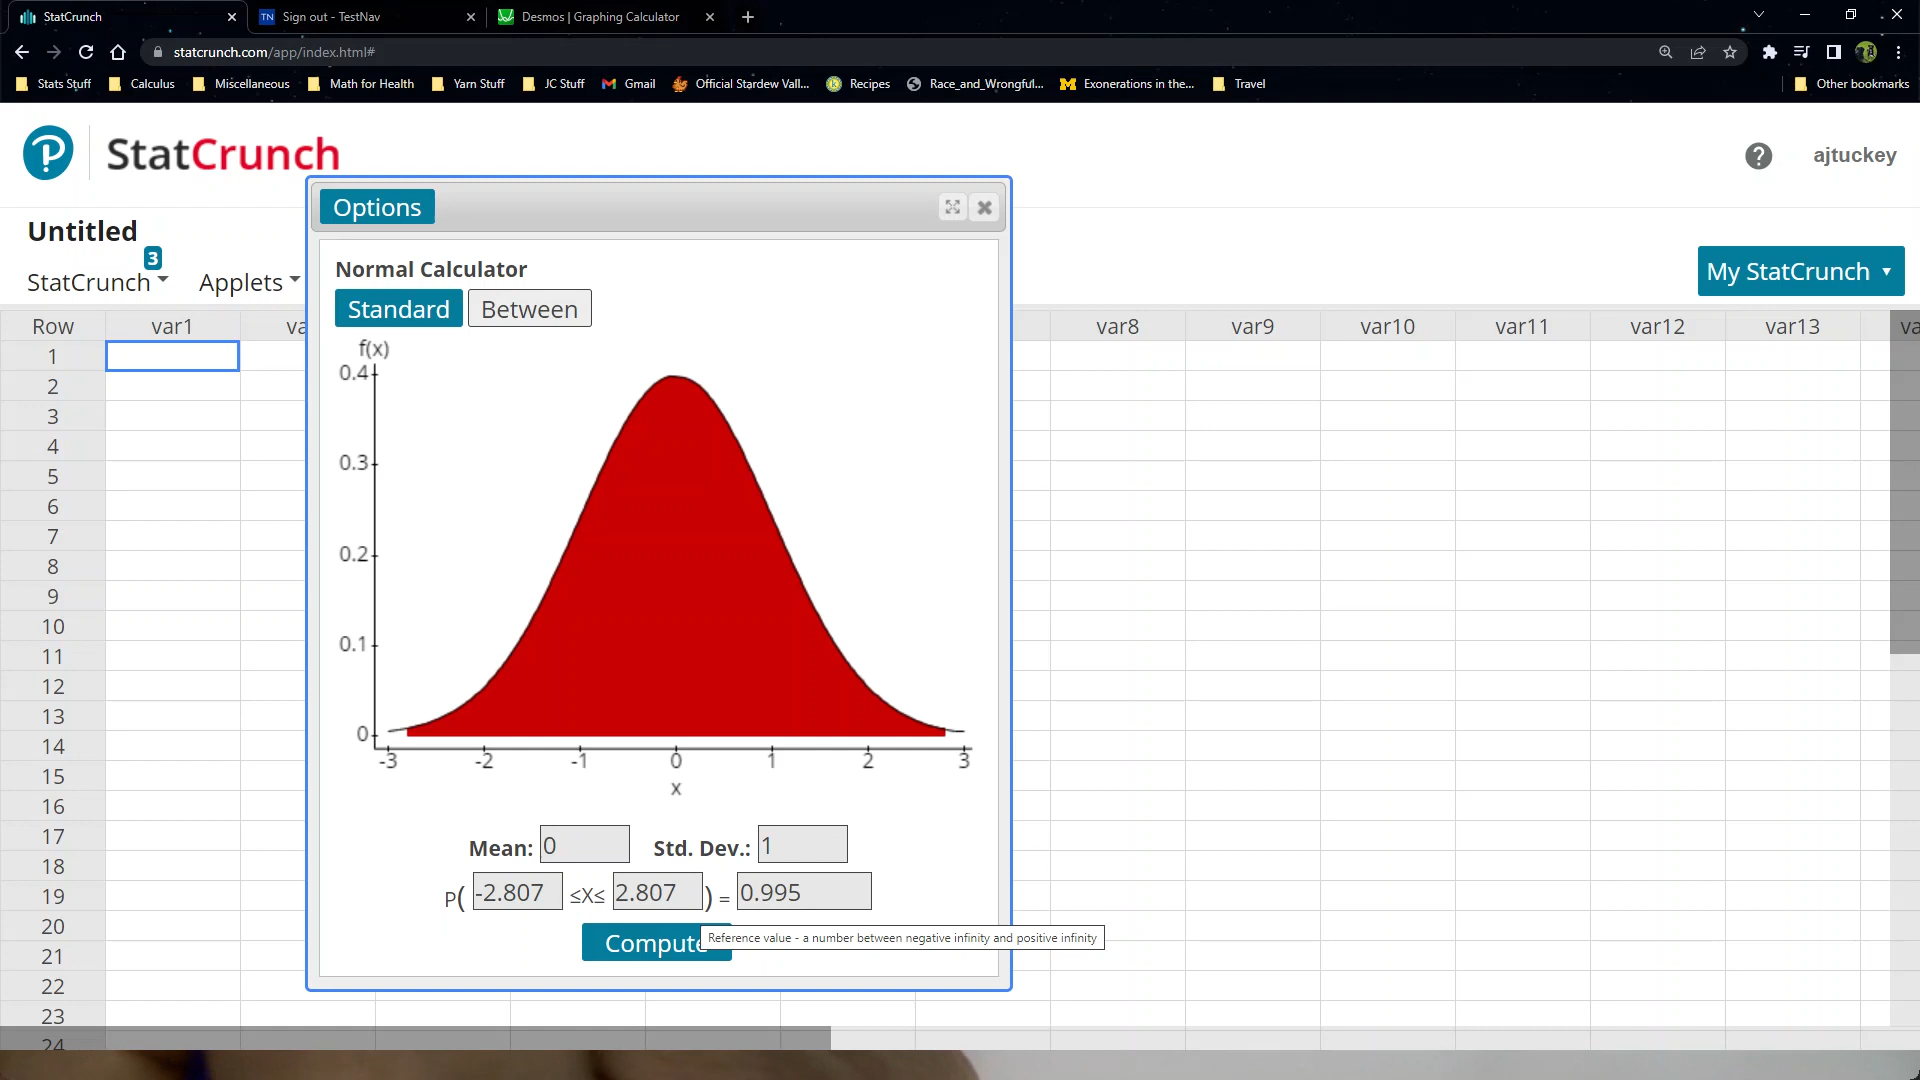 StatCrunch
TN Sign out - TestNav
Desmos | Graphing Calculator
statcrunch.com/app/index.html#
Stats Stuff Calculus Miscellaneous Math for Health Yarn Stuff JC Stuff Gmail Official Stardew Vall... Recipes Race_and_Wrongful... Exonerations in the... Travel Other bookmarks
StatCrunch
? ajtuckey
Options
Untitled
3
StatCrunch Applets
My StatCrunch
Normal Calculator
Standard Between
Row var1 va var8 var9 var10 var11 var12 var13 va
f(x)
0.4
0.3
0.2
0.1
0
-3 -2 -1 0 1 2 3
x
Mean: 0 Std. Dev.: 1
P( -2.807 ≤X≤ 2.807 ) = 0.995
Compute
Reference value - a number between negative infinity and positive infinity
1
2
3
4
5
6
7
8
9
10
11
12
13
14
15
16
17
18
19
20
21
22
23
24